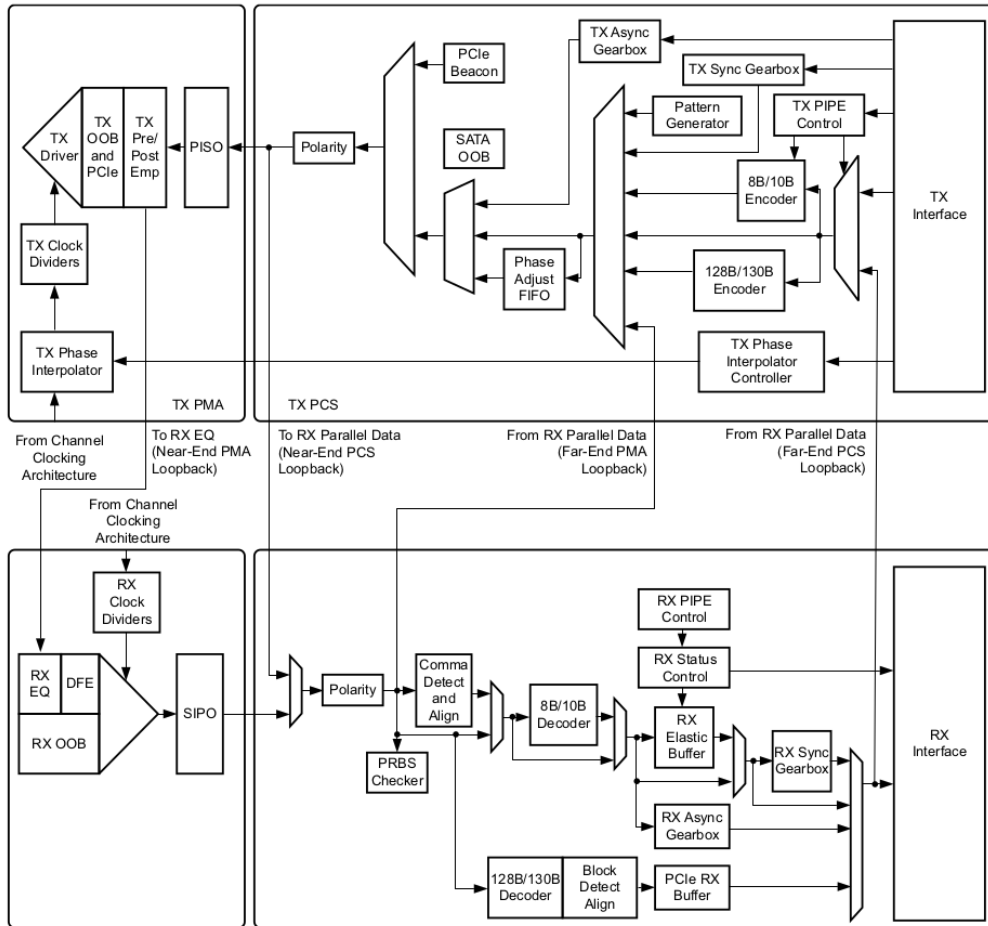 TX Async
Gearbox
PCIe
Beacon
TX Sync Gearbox
TX
Driver
TX
OOB
and
PCIe
TX
Pre/
Post
Emp
PISO
Polarity
SATA
OOB
Pattern
Generator
TX PIPE
Control
8B/10B
Encoder
TX
Interface
TX Clock
Dividers
Phase
Adjust
FIFO
128B/130B
Encoder
TX Phase
Interpolator
TX Phase
Interpolator
Controller
TX PMA
TX PCS
From Channel
Clocking
Architecture
To RX EQ
(Near-End PMA
Loopback)
To RX Parallel Data
(Near-End PCS
Loopback)
From RX Parallel Data
(Far-End PMA
Loopback)
From RX Parallel Data
(Far-End PCS
Loopback)
From Channel
Clocking
Architecture
RX
Clock
Dividers
RX PIPE
Control
RX
EQ
DFE
RX OOB
SIPO
Polarity
Comma
Detect
and
Align
RX Status
Control
8B/10B
Decoder
RX
Elastic
Buffer
RX Sync
Gearbox
RX
Interface
PRBS
Checker
RX Async
Gearbox
128B/130B
Decoder
Block
Detect
Align
PCIe RX
Buffer